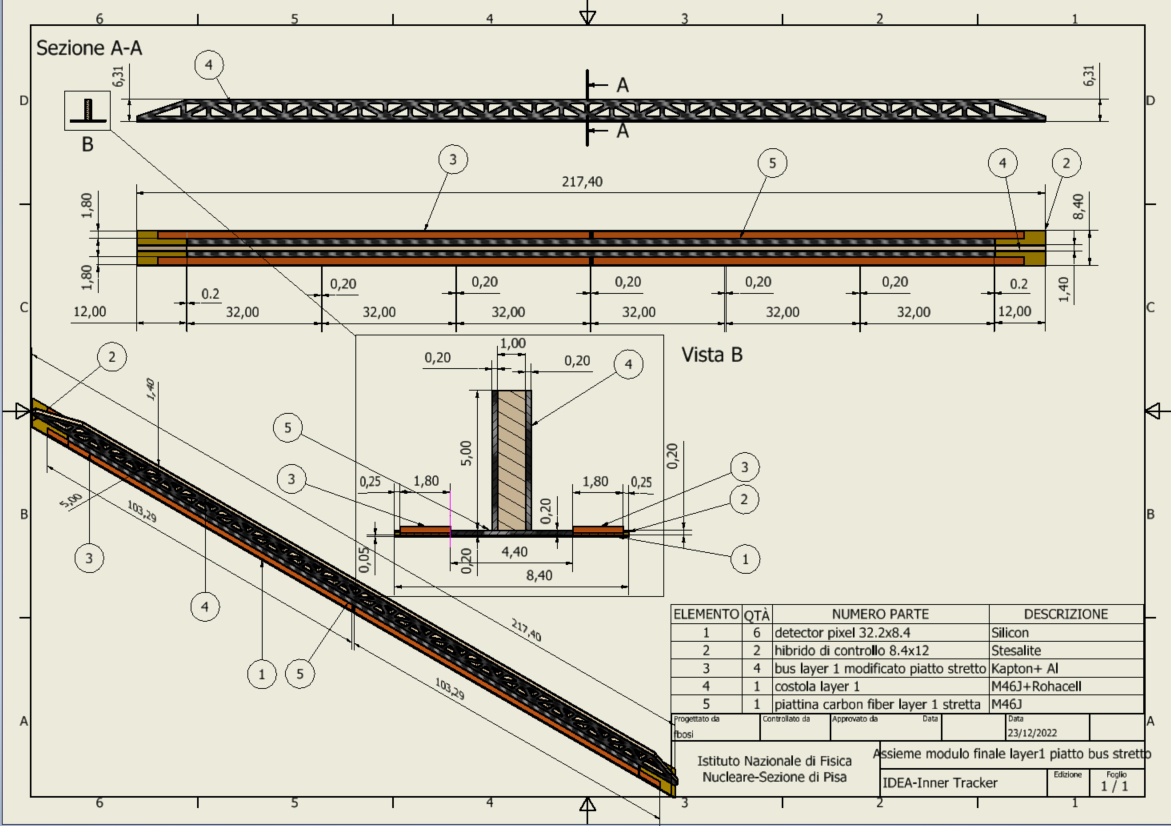 6 5 4 3 2 1
Sezione A-A
4
6,31
A
6,31
D
D
B
A
3
5
4
2
217,40
1,80
8,40
1,80
1,40
C
C
0.2
0,20
0,20
0,20
0,20
0,20
0.2
12,00
32,00
32,00
32,00
32,00
32,00
32,00
12,00
Vista B
2
1,40
1,00
0,20
0,20
4
5
5,00
0,20
3
0,25
1,80
1,80
0,25
3
2
0,20
B
B
5,00
103,29
0,05
0,20
4,40
8,40
1
3
4
217,40
1
5
103,29
A
A
ELEMENTO QTÀ NUMERO PARTE DESCRIZIONE
1 6 detector pixel 32.2x8.4 Silicon
2 2 hibrido di controllo 8.4x12 Stesalite
3 4 bus layer 1 modificato piatto stretto Kapton+ Al
4 1 costola layer 1 M46J+Rohacell
5 1 piattina carbon fiber layer 1 stretta M46J
Progettato da Controllato da Approvato da Data Data
fbosi 23/12/2022
Istituto Nazionale di Fisica
Nucleare-Sezione di Pisa
Assieme modulo finale layer1 piatto bus stretto
IDEA-Inner Tracker
Edizione
Foglio
1 / 1
6 5 4 3 2 1